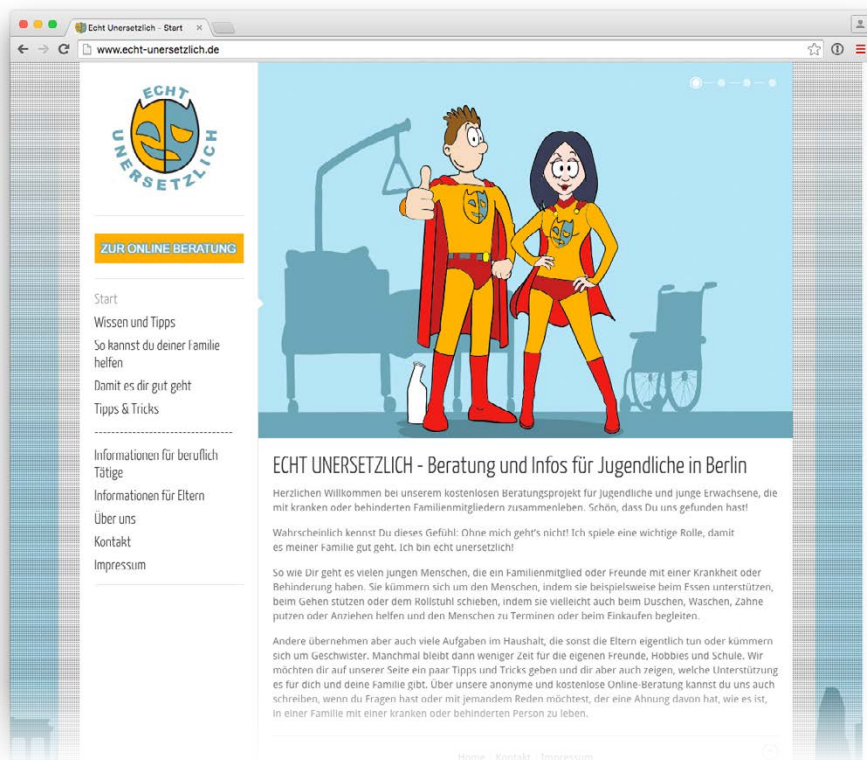 Echt Unersetzlich - Start
www.echt-unersetzlich.de
ECHT
UNERSETZLICH
ZUR ONLINE BERATUNG
Start
Wissen und Tipps
So kannst du deiner Familie
helfen
Damit es dir gut geht
Tipps & Tricks
--------------------------------
Informationen für beruflich
Tätige
Informationen für Eltern
Über uns
Kontakt
Impressum
ECHT UNERSETZLICH - Beratung und Infos für Jugendliche in Berlin
Herzlichen Willkommen bei unserem kostenlosen Beratungsprojekt für Jugendliche und junge Erwachsene, die
mit kranken oder behinderten Familienmitgliedern zusammenleben. Schön, dass Du uns gefunden hast!
Wahrscheinlich kennst Du dieses Gefühl: Ohne mich geht's nicht! Ich spiele eine wichtige Rolle, damit
es meiner Familie gut geht. Ich bin echt unersetzlich!
So wie Dir geht es vielen jungen Menschen, die ein Familienmitglied oder Freunde mit einer Krankheit oder
Behinderung haben. Sie kümmern sich um den Menschen, indem sie beispielsweise beim Essen unterstützen,
beim Gehen stützen oder dem Rollstuhl schieben, indem sie vielleicht auch beim Duschen, Waschen, Zähne
putzen oder Anziehen helfen und den Menschen zu Terminen oder beim Einkaufen begleiten.
Andere übernehmen aber auch viele Aufgaben im Haushalt, die sonst die Eltern eigentlich tun oder kümmern
sich um Geschwister. Manchmal bleibt dann weniger Zeit für die eigenen Freunde, Hobbies und Schule. Wir
möchten dir auf unserer Seite ein paar Tipps und Tricks geben und dir aber auch zeigen, welche Unterstützung
es für dich und deine Familie gibt. Über unsere anonyme und kostenlose Online-Beratung kannst du uns auch
schreiben, wenn du Fragen hast oder mit jemandem Reden möchtest, der eine Ahnung davon hat, wie es ist,
in einer Familie mit einer kranken oder behinderten Person zu leben.
Home Kontakt Impressum